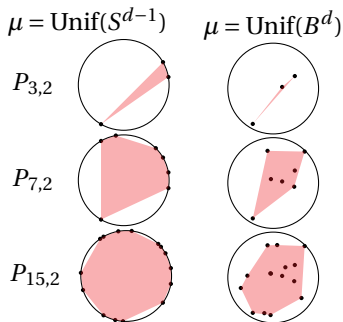 μ = Unif(S^{d−1}) μ = Unif(B^d)
P_{3,2}
P_{7,2}
P_{15,2}